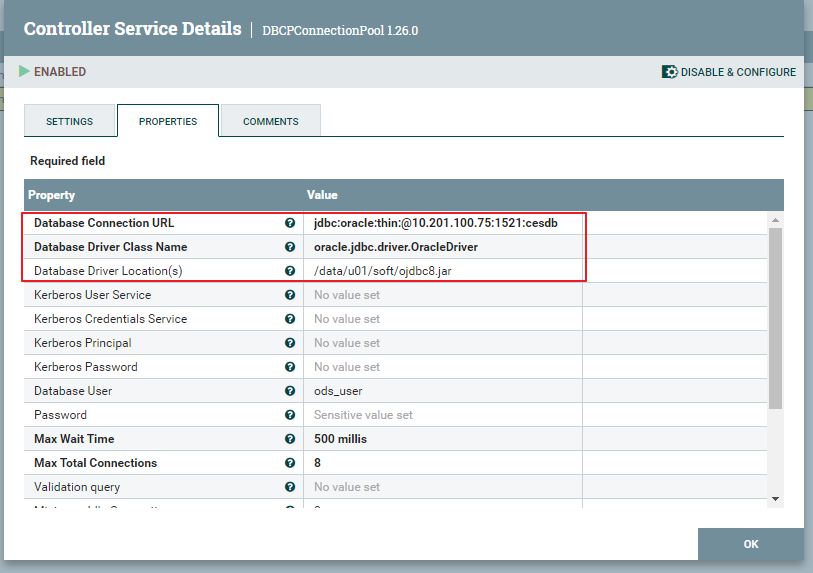 Controller Service Details | DBCPConnectionPool 1.26.0
ENABLED DISABLE & CONFIGURE
SETTINGS PROPERTIES COMMENTS
Required field
Property Value
Database Connection URL jdbc:oracle:thin:@10.201.100.75:1521:cesdb
Database Driver Class Name oracle.jdbc.driver.OracleDriver
Database Driver Location(s) /data/u01/soft/ojdbc8.jar
Kerberos User Service No value set
Kerberos Credentials Service No value set
Kerberos Principal No value set
Kerberos Password No value set
Database User ods_user
Password Sensitive value set
Max Wait Time 500 millis
Max Total Connections 8
Validation query No value set
OK